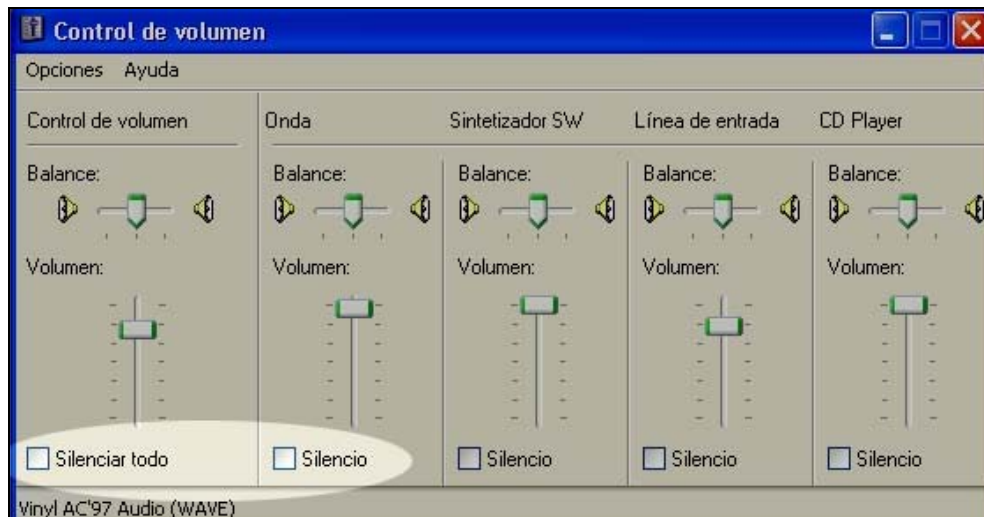 Control de volumen
Opciones Ayuda
Control de volumen Onda Sintetizador SW Línea de entrada CD Player
Balance: Balance: Balance: Balance: Balance:
Volumen: Volumen: Volumen: Volumen: Volumen:
Silenciar todo Silencio Silencio Silencio Silencio
Vinyl AC'97 Audio (WAVE)